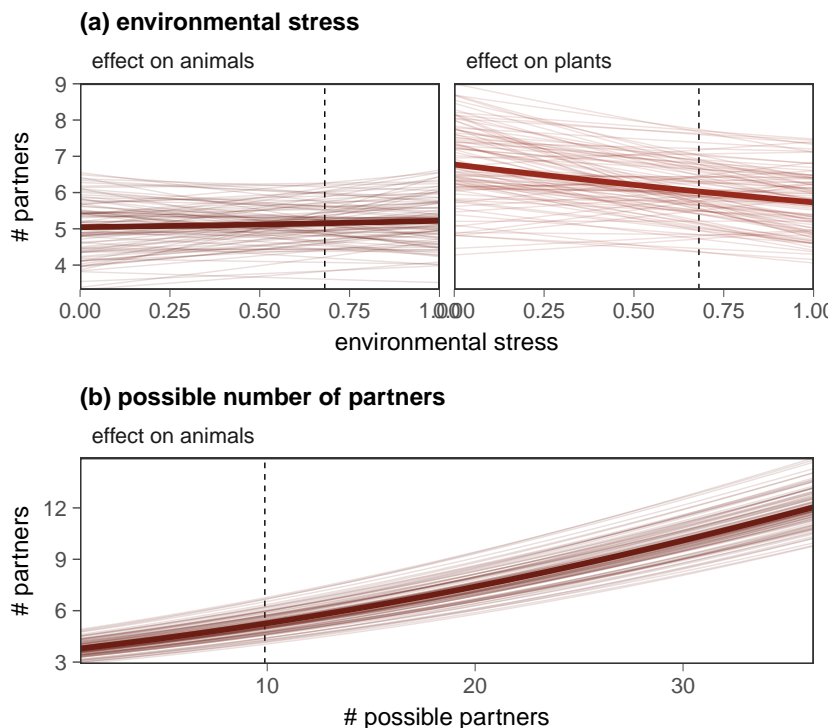 (a) environmental stress
effect on animals
effect on plants
9
8
7
6
5
4
# partners
0.00 0.25 0.50 0.75 1.00
0.00 0.25 0.50 0.75 1.00
environmental stress
(b) possible number of partners
effect on animals
12
9
6
3
# partners
10 20 30
# possible partners